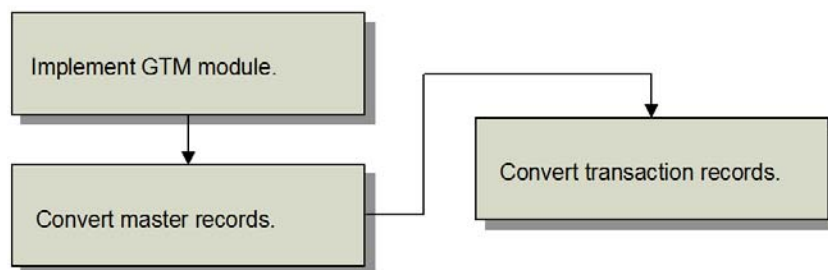 Implement GTM module.
Convert master records.
Convert transaction records.